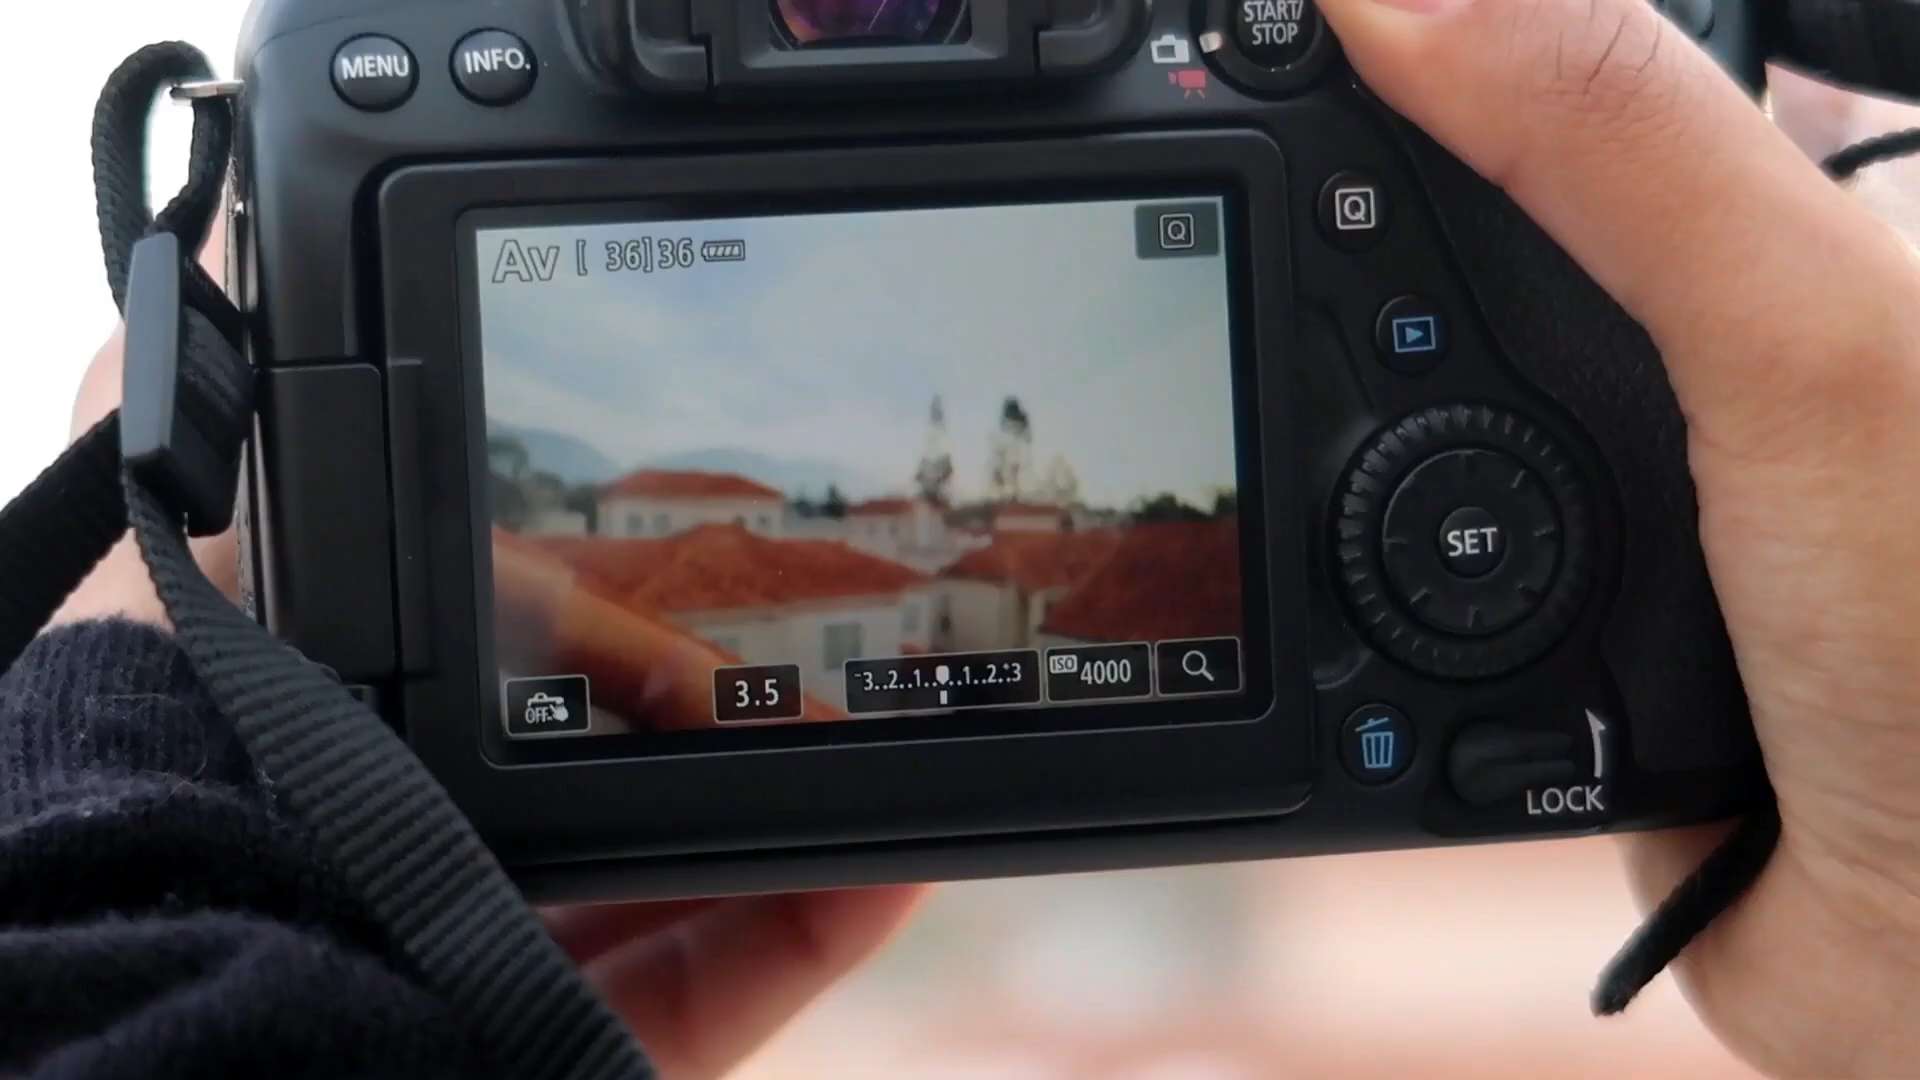 MENU INFO. START/
STOP
Q
Av [ 36]36 Q
SET
OFF 3.5 -3..2..1..0..1..2..+3 ISO 4000
LOCK